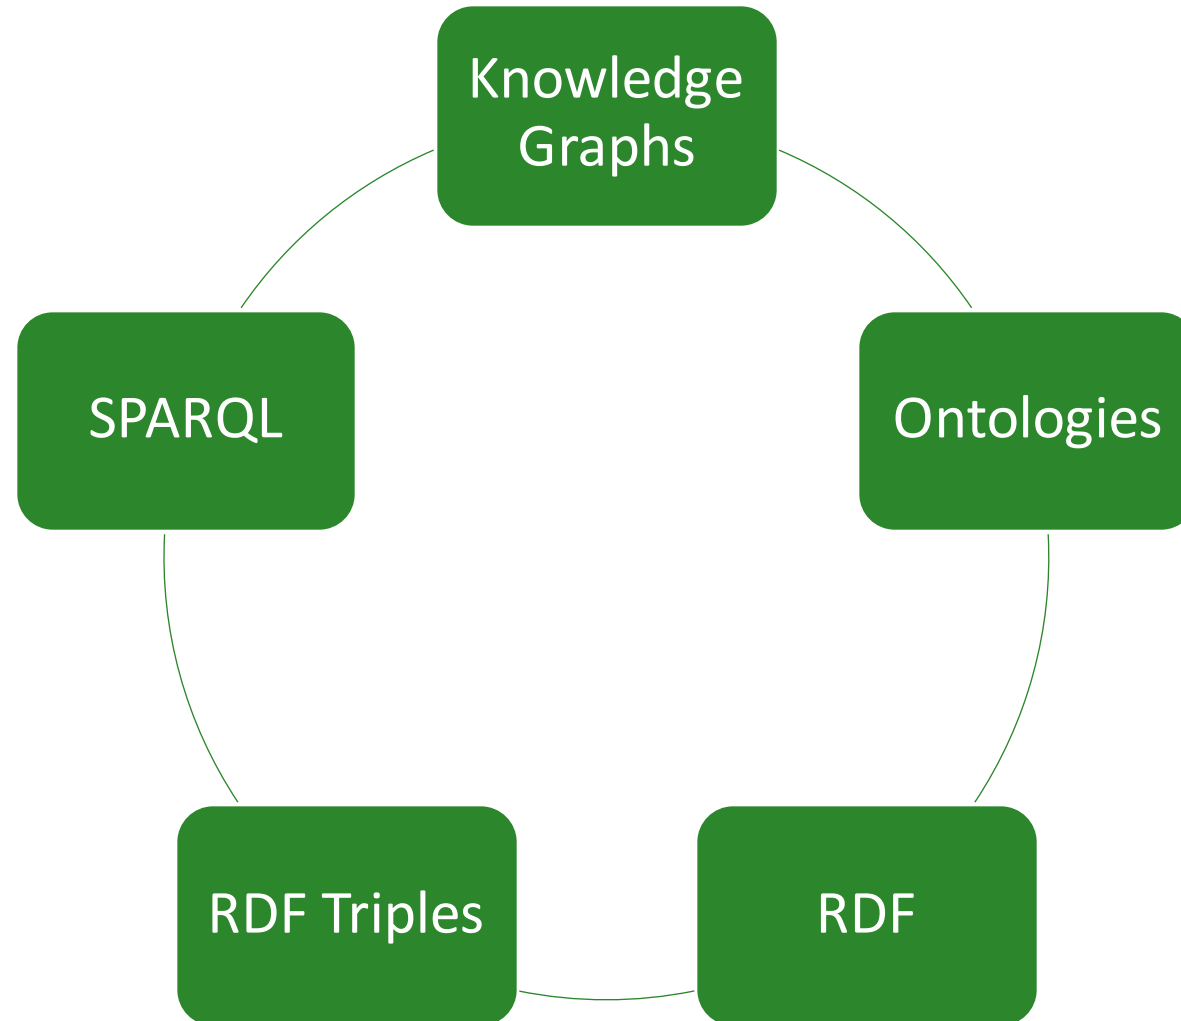 Knowledge
Graphs
SPARQL
Ontologies
RDF Triples
RDF